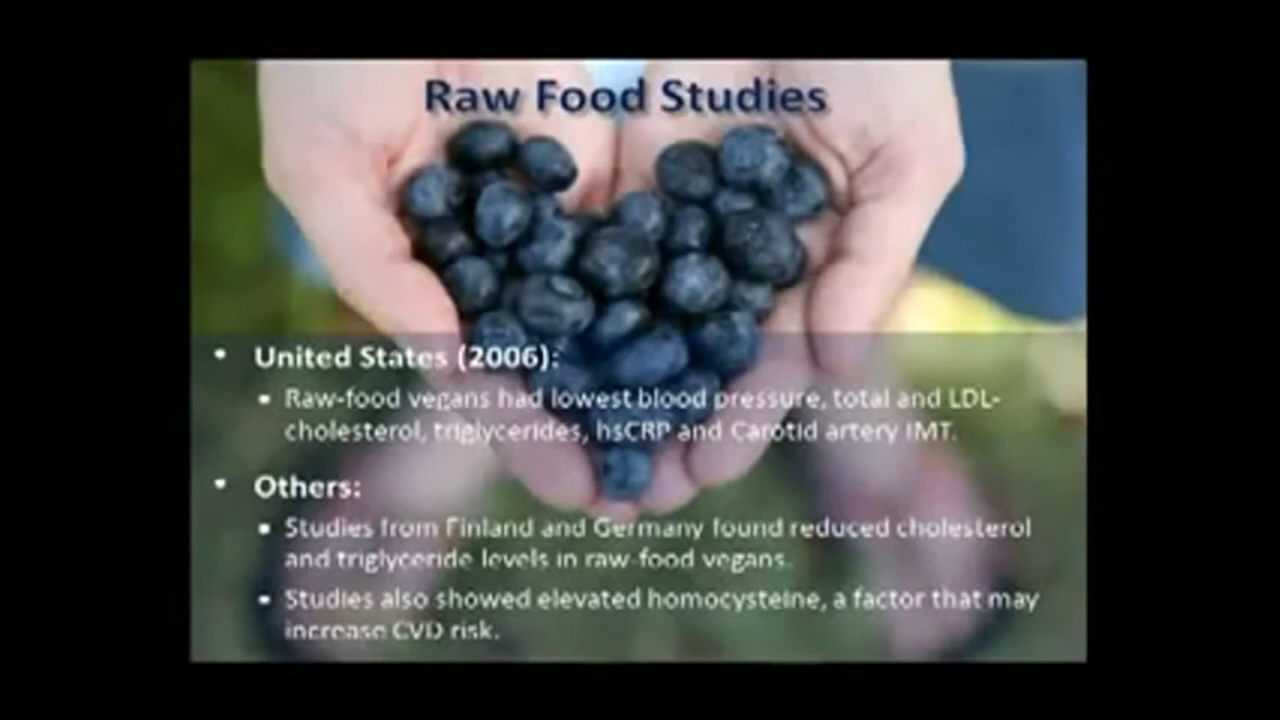 Raw Food Studies
• United States (2006):
▪ Raw-food vegans had lowest blood pressure, total and LDL-
cholesterol, triglycerides, hsCRP and Carotid artery IMT.
• Others:
▪ Studies from Finland and Germany found reduced cholesterol
and triglyceride levels in raw-food vegans.
▪ Studies also showed elevated homocysteine, a factor that may
increase CVD risk.